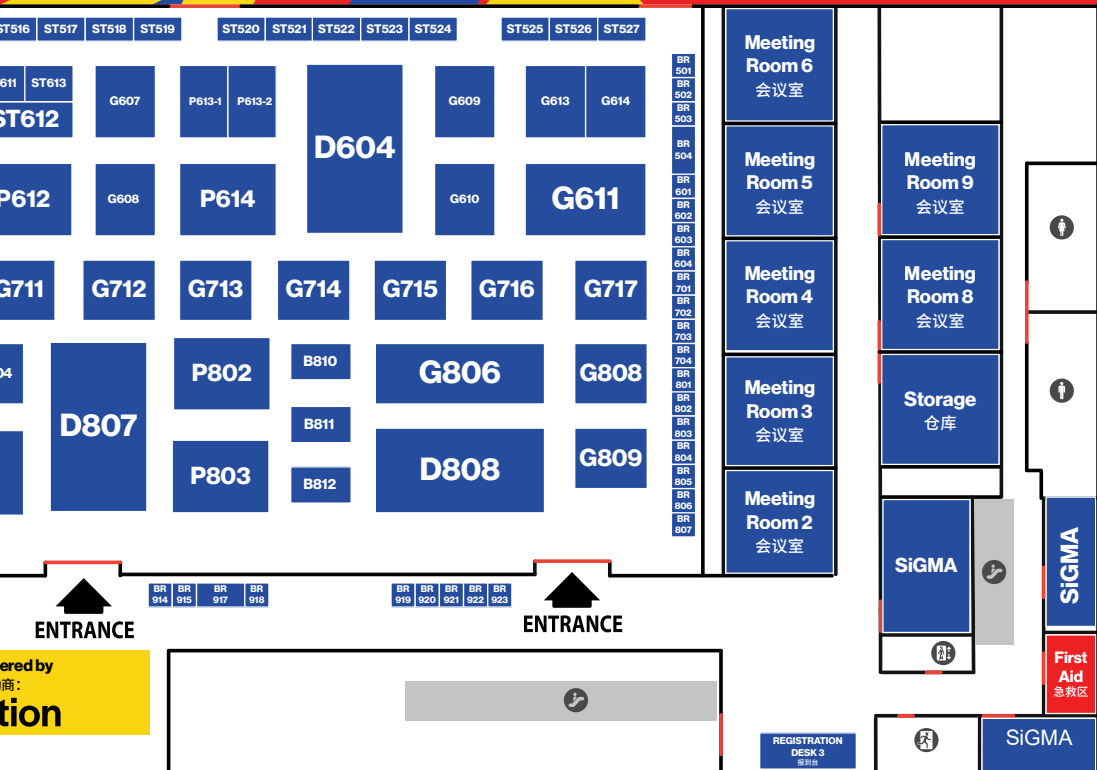 ST516 ST517 ST518 ST519 ST520 ST521 ST522 ST523 ST524 ST525 ST526 ST527
611 ST613
ST612
G607
P613-1 P613-2
D604
G609
G613 G614
P612
G608
P614
G610
G611
G711 G712 G713 G714 G715 G716 G717
04
D807
P802
P803
B810
B811
B812
G806
D808
G808
G809
BR
501
BR
502
BR
503
BR
504
BR
601
BR
602
BR
603
BR
604
BR
701
BR
702
BR
703
BR
704
BR
801
BR
802
BR
803
BR
804
BR
805
BR
806
BR
807
Meeting
Room 6
会议室
Meeting
Room 5
会议室
Meeting
Room 4
会议室
Meeting
Room 3
会议室
Meeting
Room 2
会议室
Meeting
Room 9
会议室
Meeting
Room 8
会议室
Storage
仓库
SiGMA
SiGMA
First
Aid
急救区
SiGMA
BR
914
BR
915
BR
917
BR
918
BR
919
BR
920
BR
921
BR
922
BR
923
ENTRANCE
ENTRANCE
ered by
商：
tion
REGISTRATION
DESK 3
报到台